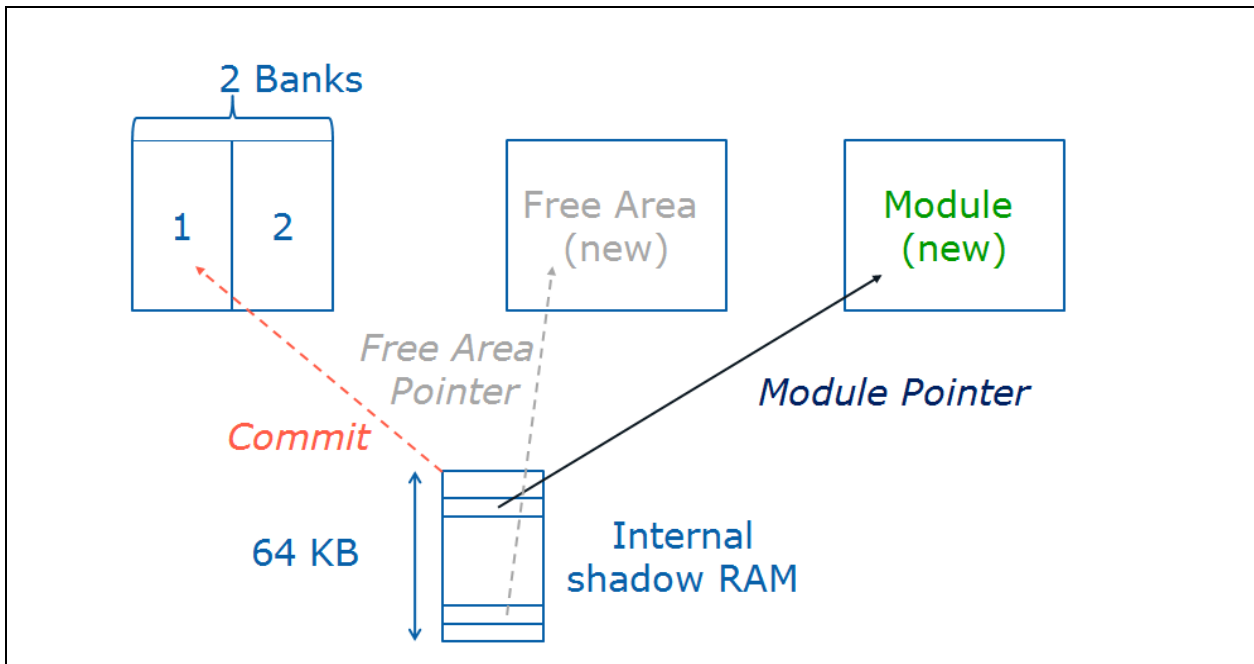 2 Banks
1
2
Free Area
(new)
Module
(new)
Free Area
Pointer
Module Pointer
Commit
64 KB
Internal
shadow RAM